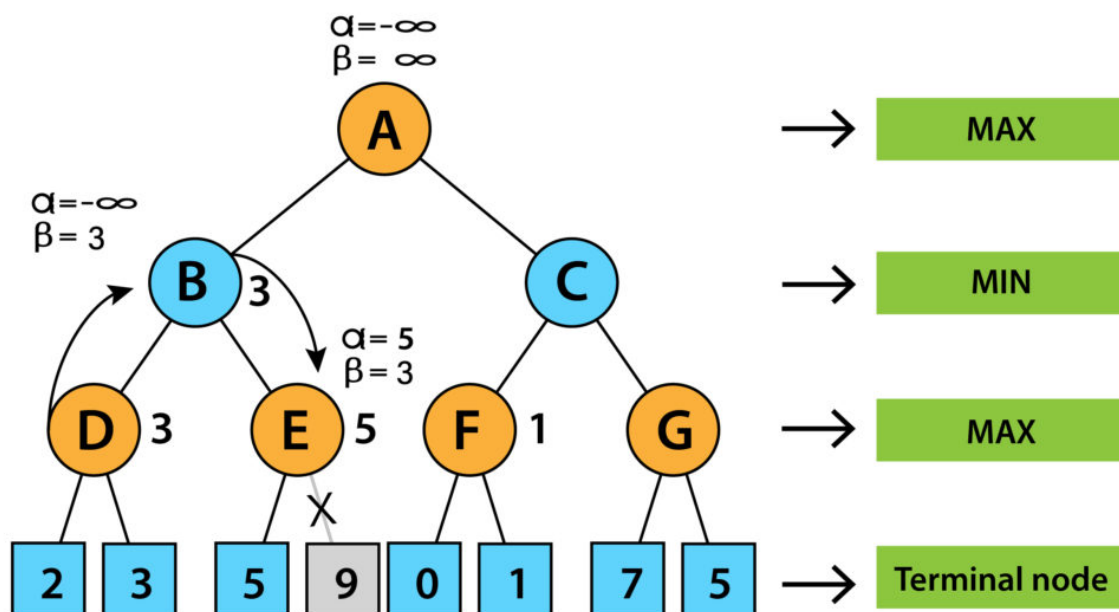 α=-∞
β= ∞
A
MAX
α=-∞
β= 3
B
3
C
MIN
α= 5
β= 3
D
3
E
5
F
1
G
MAX
X
2
3
5
9
0
1
7
5
Terminal node